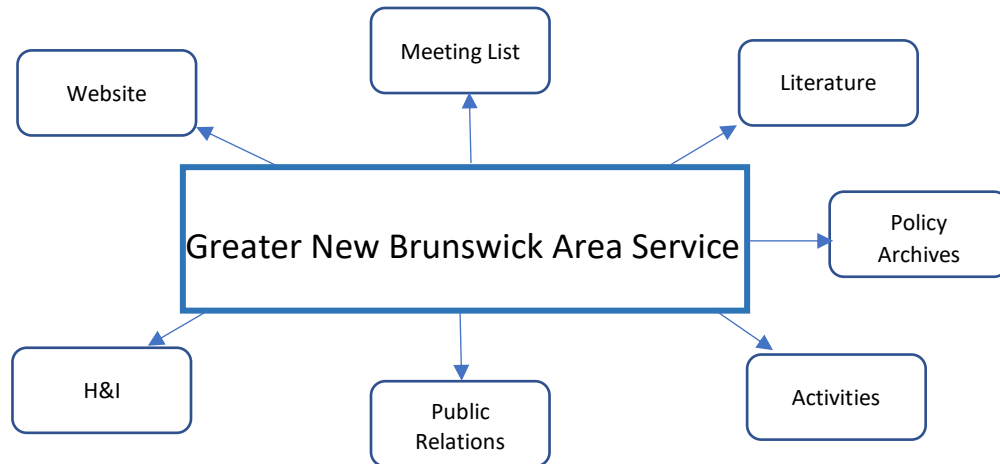 Meeting List
Website
Literature
Greater New Brunswick Area Service
Policy
Archives
H&I
Public
Relations
Activities